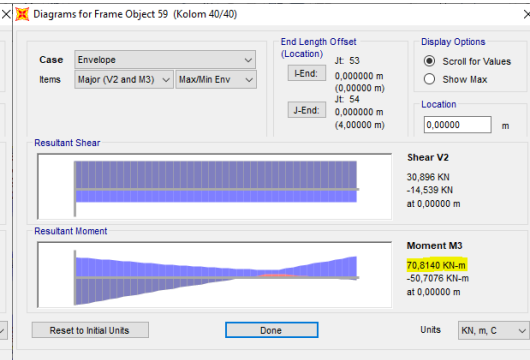 Diagrams for Frame Object 59 (Kolom 40/40)
Case Envelope
Items Major (V2 and M3) Max/Min Env
End Length Offset
(Location)
Jt: 53
I-End: 0,000000 m
(0,00000 m)
Jt: 54
J-End: 0,000000 m
(4,00000 m)
Display Options
Scroll for Values
Show Max
Location
0,00000 m
Resultant Shear
Shear V2
30,896 KN
-14,539 KN
at 0,00000 m
Resultant Moment
Moment M3
70,8140 KN-m
-50,7076 KN-m
at 0,00000 m
Reset to Initial Units
Done
Units KN, m, C